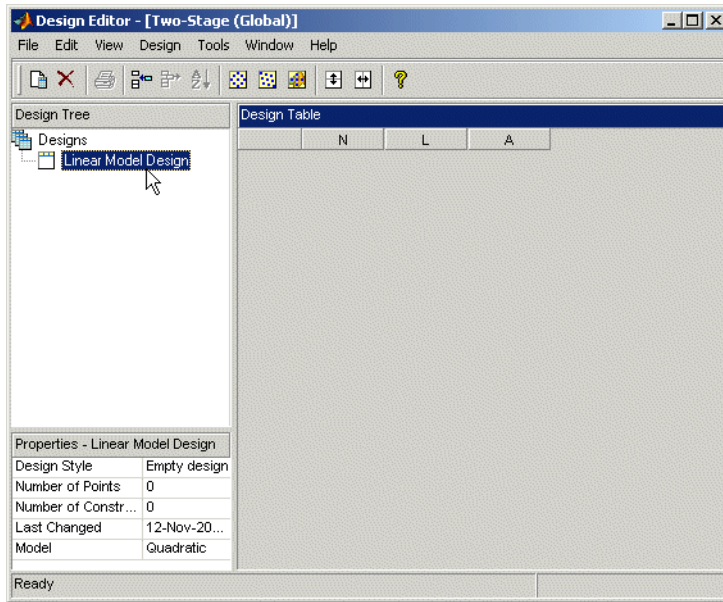 Design Editor - [Two-Stage (Global)]
File Edit View Design Tools Window Help
Design Tree
Designs
Linear Model Design
Design Table
N L A
Properties - Linear Model Design
Design Style Empty design
Number of Points 0
Number of Constr... 0
Last Changed 12-Nov-20...
Model Quadratic
Ready